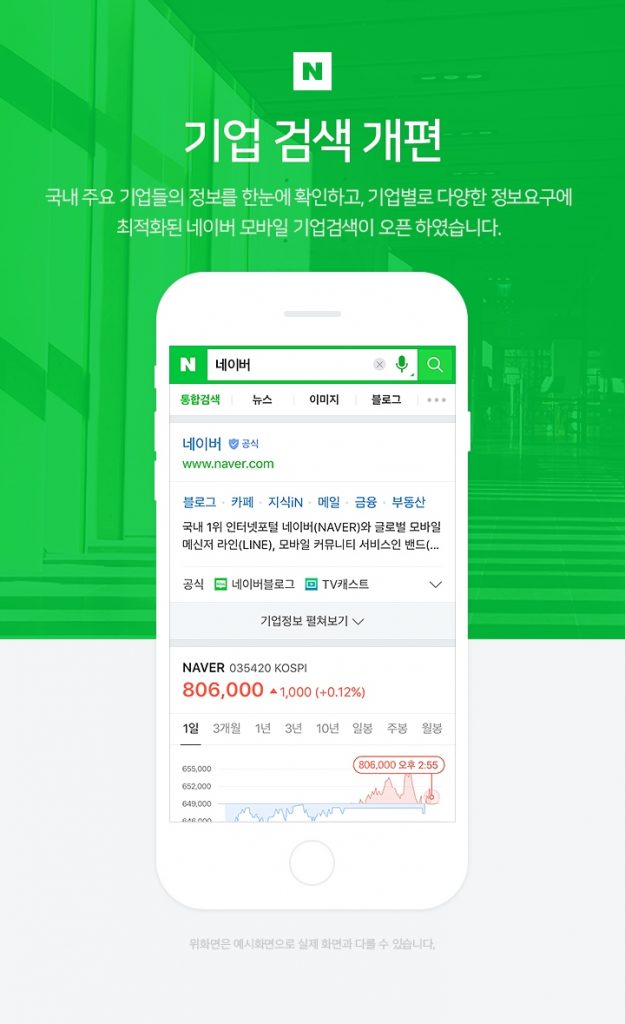 N
기업 검색 개편
국내 주요 기업들의 정보를 한눈에 확인하고, 기업별로 다양한 정보요구에
최적화된 네이버 모바일 기업검색이 오픈 하였습니다.
N 네이버
통합검색 뉴스 이미지 블로그
네이버 공식
www.naver.com
블로그 · 카페 · 지식iN · 메일 · 금융 · 부동산
국내 1위 인터넷포털 네이버(NAVER)와 글로벌 모바일
메신저 라인(LINE), 모바일 커뮤니티 서비스인 밴드(...
공식 네이버블로그 TV캐스트
기업정보 펼쳐보기
NAVER 035420 KOSPI
806,000 ▲ 1,000 (+0.12%)
1일 3개월 1년 3년 10년 일봉 주봉 월봉
806,000 오후 2:55
655,000
652,000
649,000
646,000
위화면은 예시화면으로 실제 화면과 다를 수 있습니다.